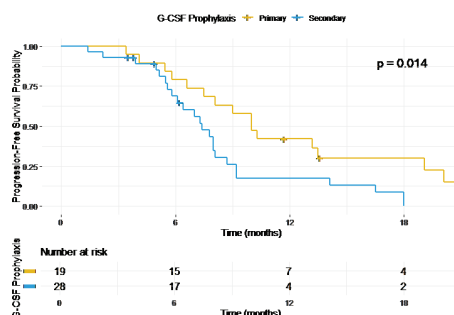 G-CSF Prophylaxis Primary Secondary
1.00
0.75
0.50
0.25
0.00
Progression-Free Survival Probability
p = 0.014
0 6 12 18
Time (months)
Number at risk
G-CSF Prophylaxis
19 15 7 4
28 17 4 2
0 6 12 18
Time (months)